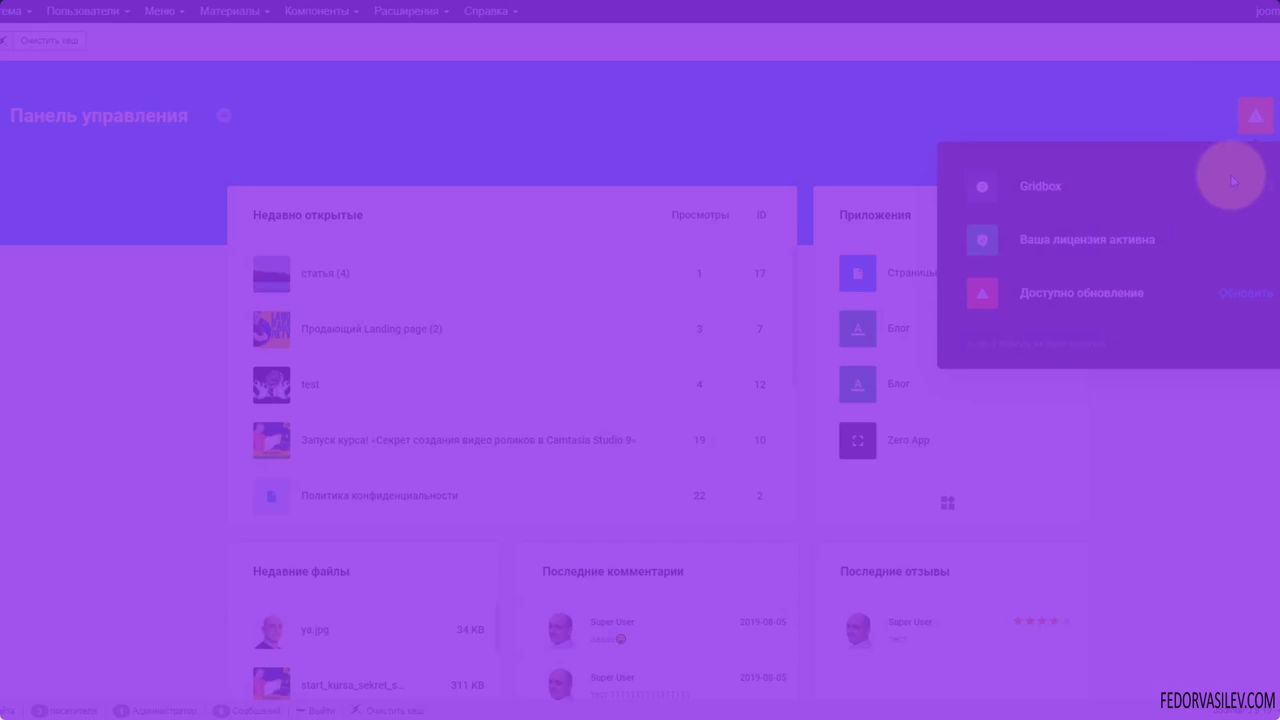 Пользователи Меню Материалы Компоненты Расширения Справка
Очистить кеш
Панель управления
Gridbox
Ваша лицензия активна
Доступно обновление Обновить
Недавно открытые Просмотры ID
статья (4) 1 17
Продающий Landing page (2) 3 7
test 4 12
Запуск курса! «Секрет создания видео роликов в Camtasia Studio 9» 19 10
Политика конфиденциальности 22 2
Приложения
Страницы
Блог
Блог
Zero App
Недавние файлы
ya.jpg 34 KB
start_kursa_sekret_s... 311 KB
Последние комментарии
Super User 2019-08-05
Super User 2019-08-05
Последние отзывы
Super User
тест
посетителя Администратор Сообщений Выйти Очистить кеш
FEDORVASILEV.COM